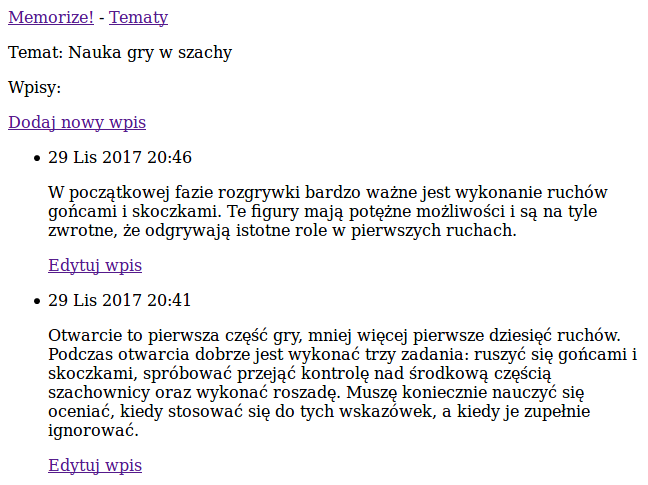 Memorize! - Tematy
Temat: Nauka gry w szachy
Wpisy:
Dodaj nowy wpis
• 29 Lis 2017 20:46
W początkowej fazie rozgrywki bardzo ważne jest wykonanie ruchów
gońcami i skoczkami. Te figury mają potężne możliwości i są na tyle
zwrotne, że odgrywają istotne role w pierwszych ruchach.
Edytuj wpis
• 29 Lis 2017 20:41
Otwarcie to pierwsza część gry, mniej więcej pierwsze dziesięć ruchów.
Podczas otwarcia dobrze jest wykonać trzy zadania: ruszyć się gońcami i
skoczkami, spróbować przejąć kontrolę nad środkową częścią
szachownicy oraz wykonać roszadę. Muszę koniecznie nauczyć się
oceniać, kiedy stosować się do tych wskazówek, a kiedy je zupełnie
ignorować.
Edytuj wpis